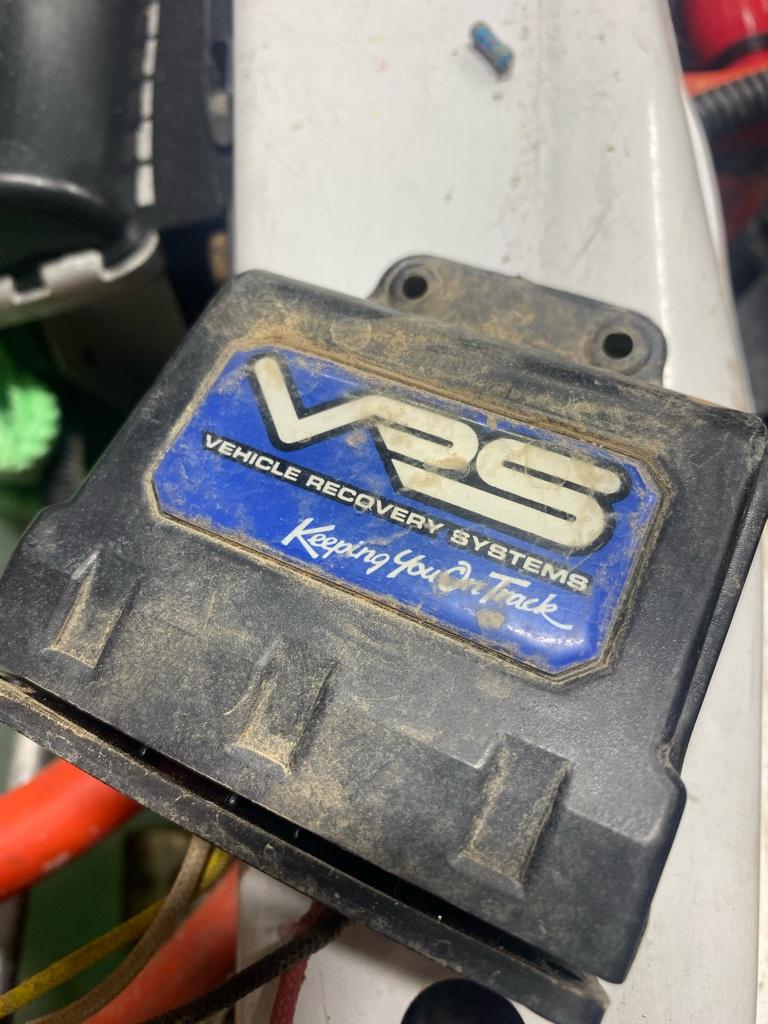 VRS
VEHICLE RECOVERY SYSTEMS
Keeping You On Track